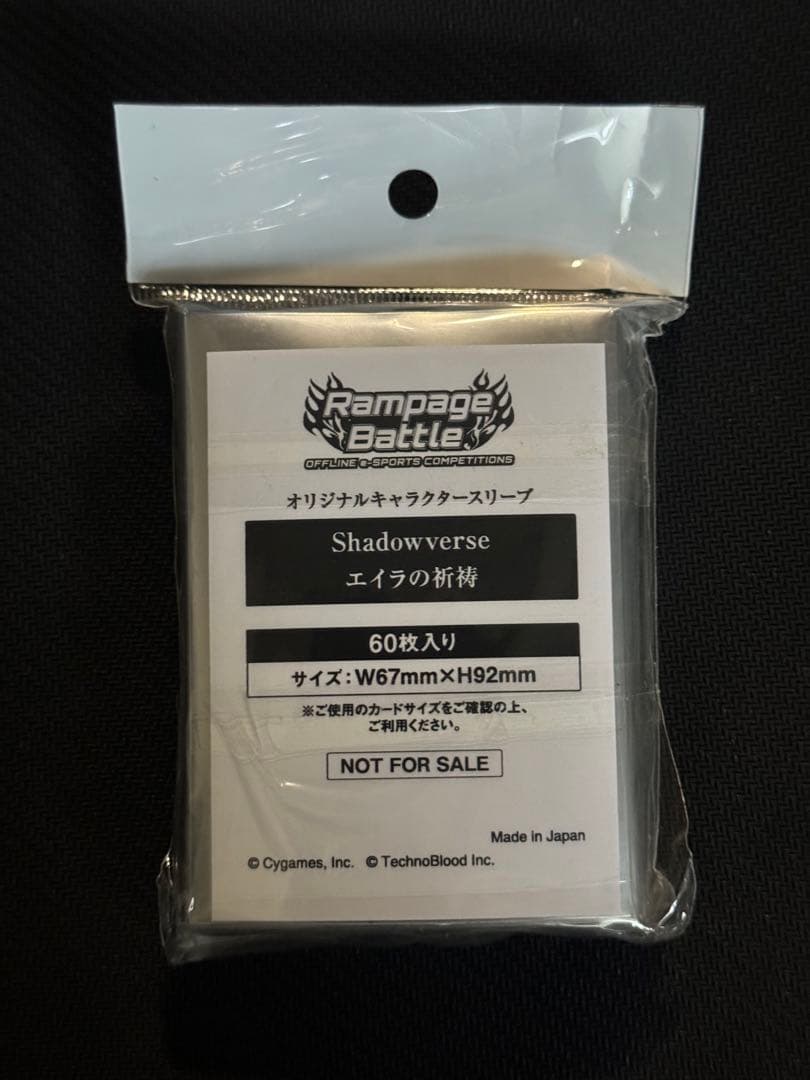 Rampage
Battle
OFFLINE e-SPORTS COMPETITIONS
オリジナルキャラクタースリーブ
Shadowverse
エイラの祈祷
60枚入り
サイズ：W67mm×H92mm
※ご使用のカードサイズをご確認の上、
ご利用ください。
NOT FOR SALE
Made in Japan
© Cygames, Inc. © TechnoBlood Inc.